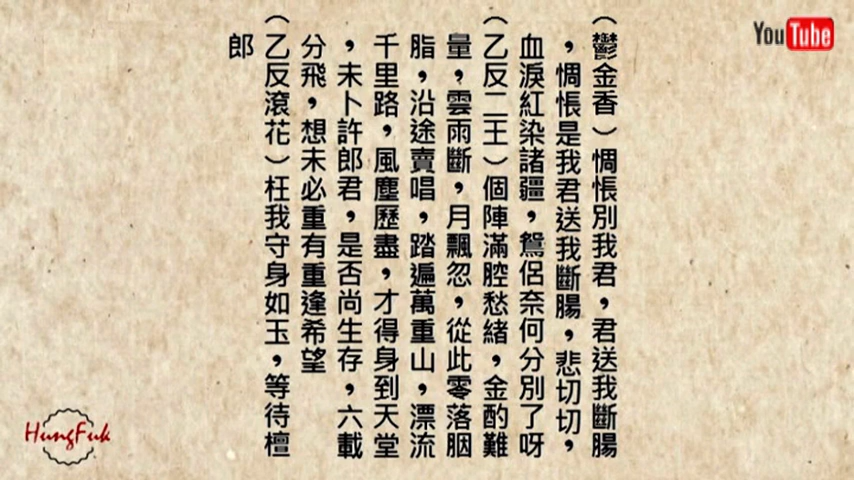 （鬱金香）惆悵別我君，君送我斷腸
，惆悵是我君送我斷腸，悲切切，
血淚紅染諸疆，鴛侶奈何分別了呀
（乙反二王）個陣滿腔愁緒，金酌難
量，雲雨斷，月飄忽，從此零落胭
脂，沿途賣唱，踏遍萬重山，漂流
千里路，風塵歷盡，才得身到天堂
，未卜許郎君，是否尚生存，六載
分飛，想未必重有重逢希望
（乙反滾花）枉我守身如玉，等待檀
郎
YouTube
HungFuk